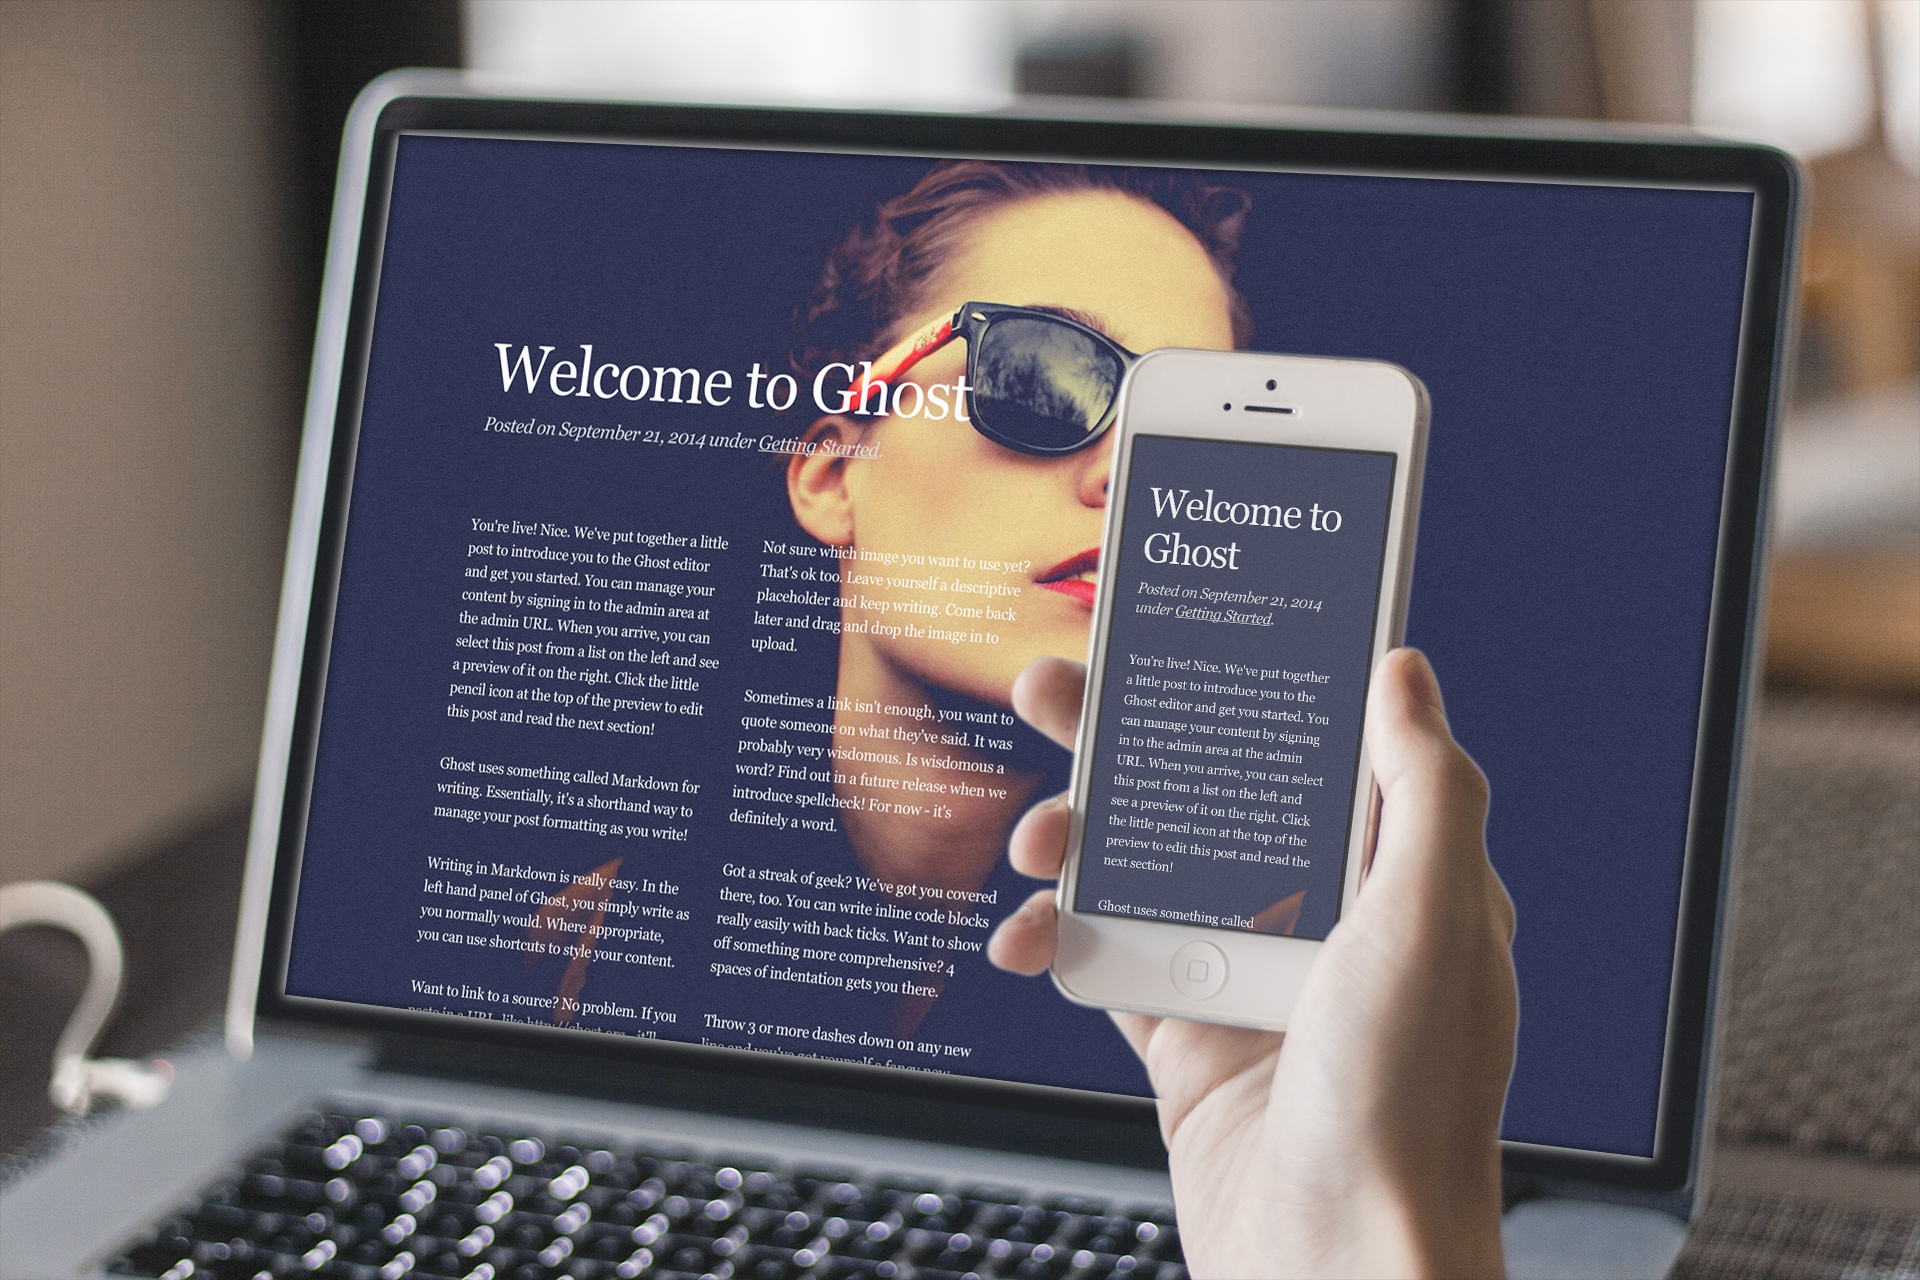 Welcome to Ghost
Posted on September 21, 2014 under Getting Started.
You're live! Nice. We've put together a little
post to introduce you to the Ghost editor
and get you started. You can manage your
content by signing in to the admin area at
the admin URL. When you arrive, you can
select this post from a list on the left and see
a preview of it on the right. Click the little
pencil icon at the top of the preview to edit
this post and read the next section!
Ghost uses something called Markdown for
writing. Essentially, it's a shorthand way to
manage your post formatting as you write!
Writing in Markdown is really easy. In the
left hand panel of Ghost, you simply write as
you normally would. Where appropriate,
you can use shortcuts to style your content.
Want to link to a source? No problem. If you
paste in a URL, like http://ghost.org - it'll
Not sure which image you want to use yet?
That's ok too. Leave yourself a descriptive
placeholder and keep writing. Come back
later and drag and drop the image in to
upload.
Sometimes a link isn't enough, you want to
quote someone on what they've said. It was
probably very wisdomous. Is wisdomous a
word? Find out in a future release when we
introduce spellcheck! For now - it's
definitely a word.
Got a streak of geek? We've got you covered
there, too. You can write inline code blocks
really easily with back ticks. Want to show
off something more comprehensive? 4
spaces of indentation gets you there.
Throw 3 or more dashes down on any new
line and you've got yourself a fancy new
Welcome to
Ghost
Posted on September 21, 2014
under Getting Started.
You're live! Nice. We've put together
a little post to introduce you to the
Ghost editor and get you started. You
can manage your content by signing
in to the admin area at the admin
URL. When you arrive, you can select
this post from a list on the left and
see a preview of it on the right. Click
the little pencil icon at the top of the
preview to edit this post and read the
next section!
Ghost uses something called